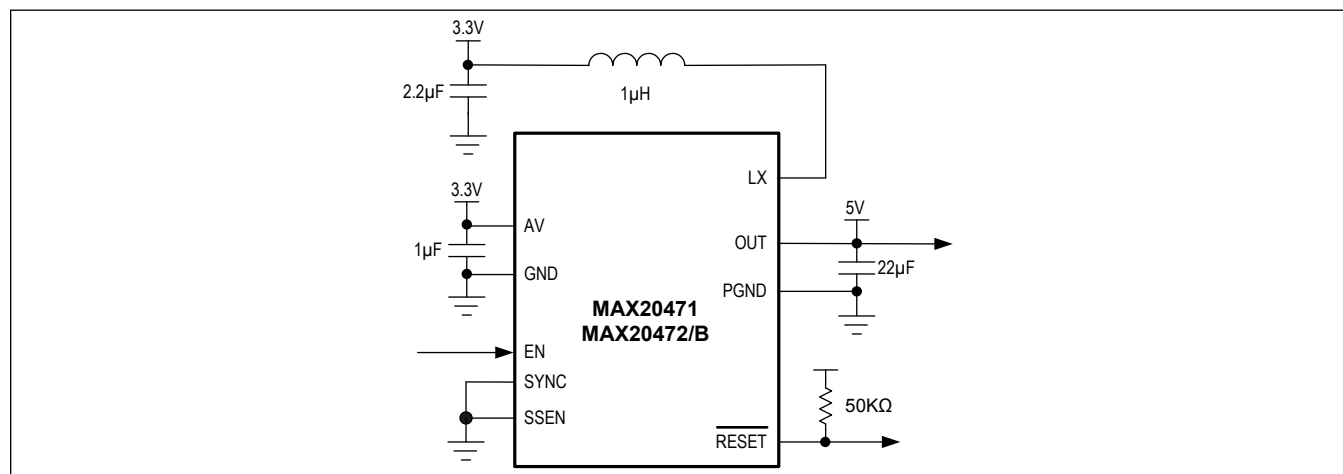 3.3V
2.2µF
1µH
LX
3.3V
AV
1µF
GND
5V
OUT
22µF
PGND
MAX20471
MAX20472/B
EN
SYNC
SSEN
50KΩ
RESET